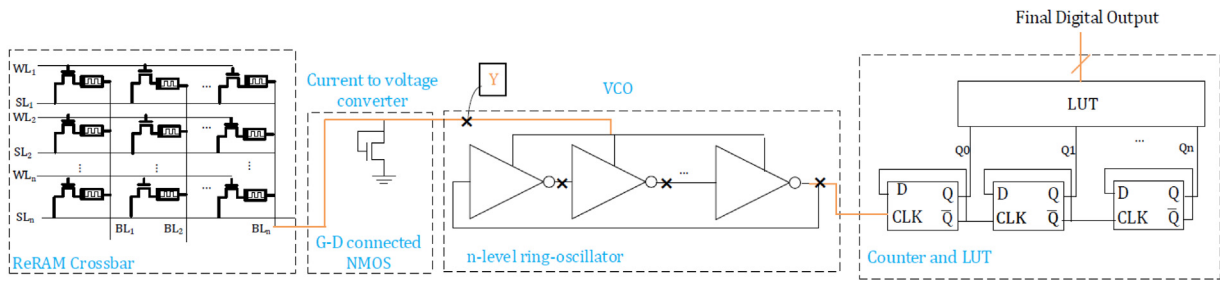 Final Digital Output
WL1
SL1
WL2
SL2
WLn
SLn
...
...
...
⋮
⋮
⋮
BL1
BL2
BLn
ReRAM Crossbar
Current to voltage
converter
G-D connected
NMOS
Y
VCO
...
n-level ring-oscillator
LUT
Q0
Q1
...
Qn
D
Q
CLK
Q̅
D
Q
CLK
Q̅
D
Q
CLK
Q̅
Counter and LUT